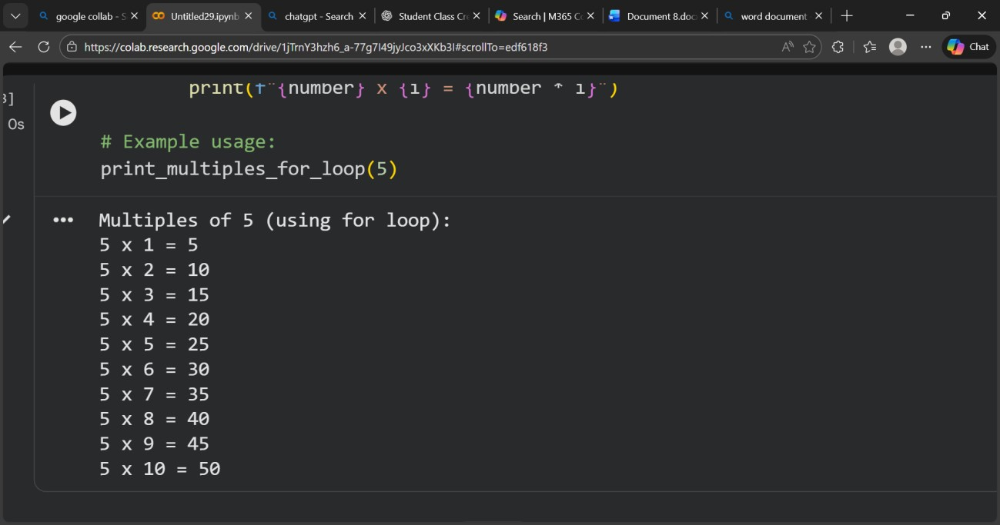 google collab - S
Untitled29.ipynb
chatgpt - Search
Student Class Cre
Search | M365 Co
Document 8.doc
word document
https://colab.research.google.com/drive/1jTrnY3hzh6_a-77g7l49jyJco3xXKb3l#scrollTo=edf618f3
Chat
print(f"{number} x {i} = {number * i}")
3]
0s
# Example usage:
print_multiples_for_loop(5)
Multiples of 5 (using for loop):
5 x 1 = 5
5 x 2 = 10
5 x 3 = 15
5 x 4 = 20
5 x 5 = 25
5 x 6 = 30
5 x 7 = 35
5 x 8 = 40
5 x 9 = 45
5 x 10 = 50